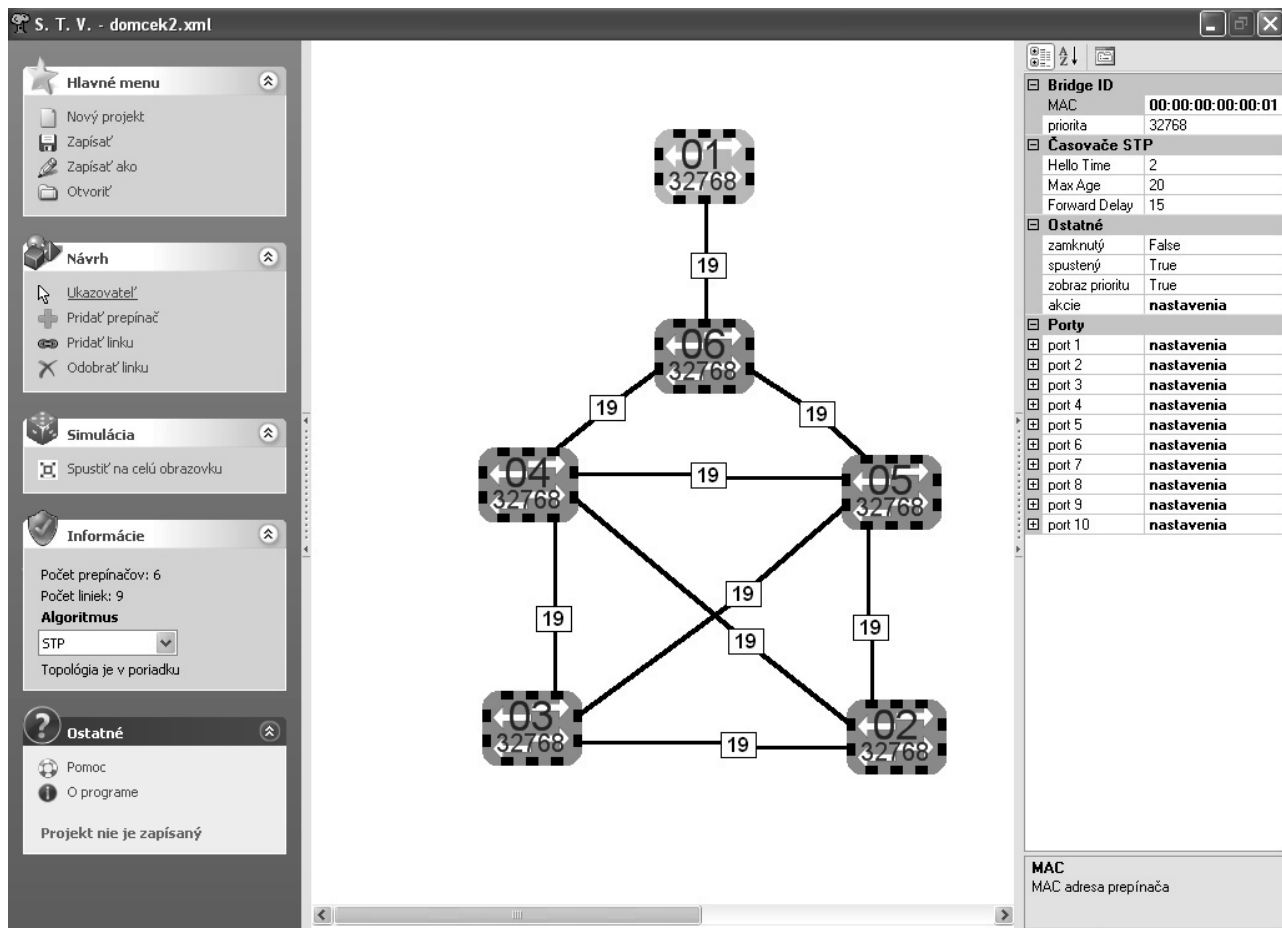 S. T. V. - domcek2.xml
Hlavné menu
Nový projekt
Zapísať
Zapísať ako
Otvoriť
Návrh
Ukazovateľ
Pridať prepínač
Pridať linku
Odobrať linku
Simulácia
Spustiť na celú obrazovku
Informácie
Počet prepínačov: 6
Počet liniek: 9
Algoritmus
STP
Topológia je v poriadku
Ostatné
Pomoc
O programe
Projekt nie je zapísaný
01
32768
19
06
32768
19
19
04
32768
19
05
32768
19
19
19
19
03
32768
19
02
32768
Bridge ID
MAC 00:00:00:00:00:01
priorita 32768
Časovače STP
Hello Time 2
Max Age 20
Forward Delay 15
Ostatné
zamknutý False
spustený True
zobraz prioritu True
akcie nastavenia
Porty
port 1 nastavenia
port 2 nastavenia
port 3 nastavenia
port 4 nastavenia
port 5 nastavenia
port 6 nastavenia
port 7 nastavenia
port 8 nastavenia
port 9 nastavenia
port 10 nastavenia
MAC
MAC adresa prepínača